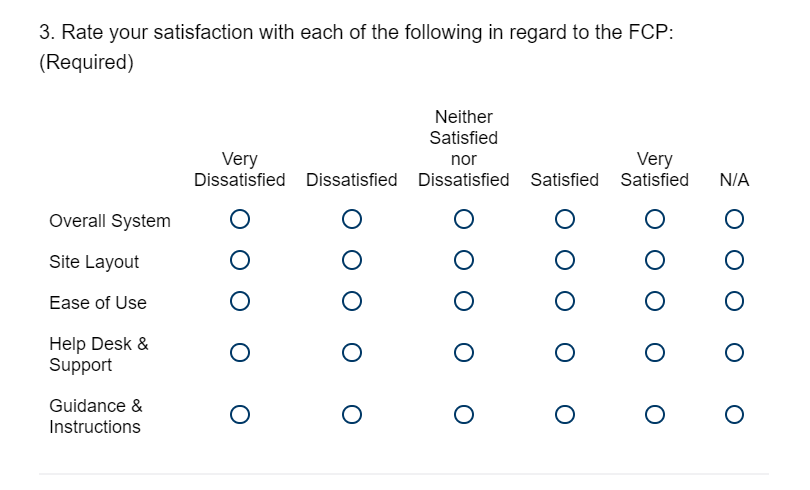 3. Rate your satisfaction with each of the following in regard to the FCP:
(Required)
Very Dissatisfied
Dissatisfied
Neither Satisfied nor Dissatisfied
Satisfied
Very Satisfied
N/A
Overall System
Site Layout
Ease of Use
Help Desk &
Support
Guidance &
Instructions